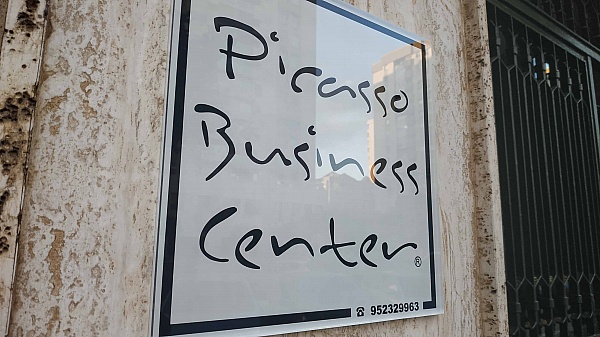 Picasso
Business
Center®
☎ 952329963